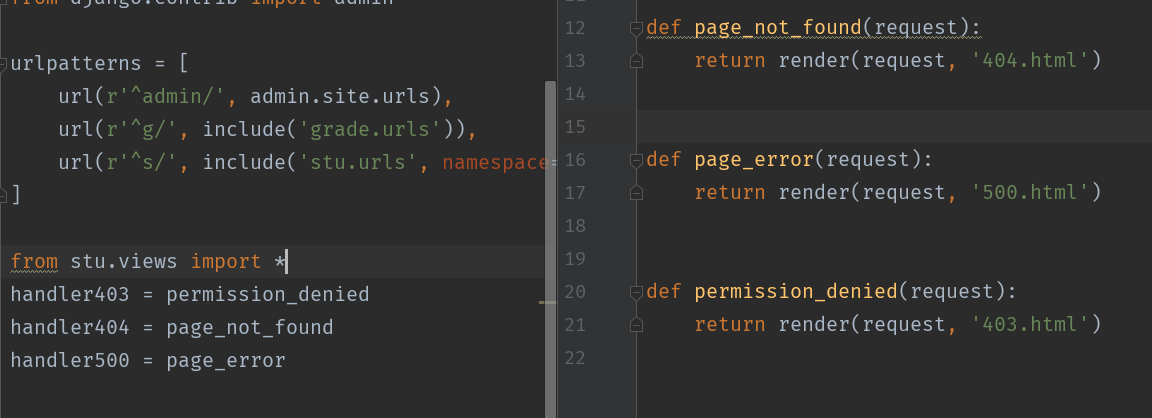 from django.contrib import admin
urlpatterns = [
    url(r'^admin/', admin.site.urls),
    url(r'^g/', include('grade.urls')),
    url(r'^s/', include('stu.urls', namespace=
]
from stu.views import *
handler403 = permission_denied
handler404 = page_not_found
handler500 = page_error
12 def page_not_found(request):
13     return render(request, '404.html')
14
15
16 def page_error(request):
17     return render(request, '500.html')
18
19
20 def permission_denied(request):
21     return render(request, '403.html')
22